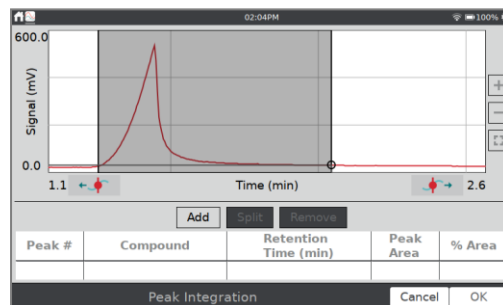 02:04PM 100%
600.0
Signal (mV)
0.0
1.1 Time (min) 2.6
Add Split Remove
Peak # Compound Retention Time (min) Peak Area % Area
Peak Integration Cancel OK